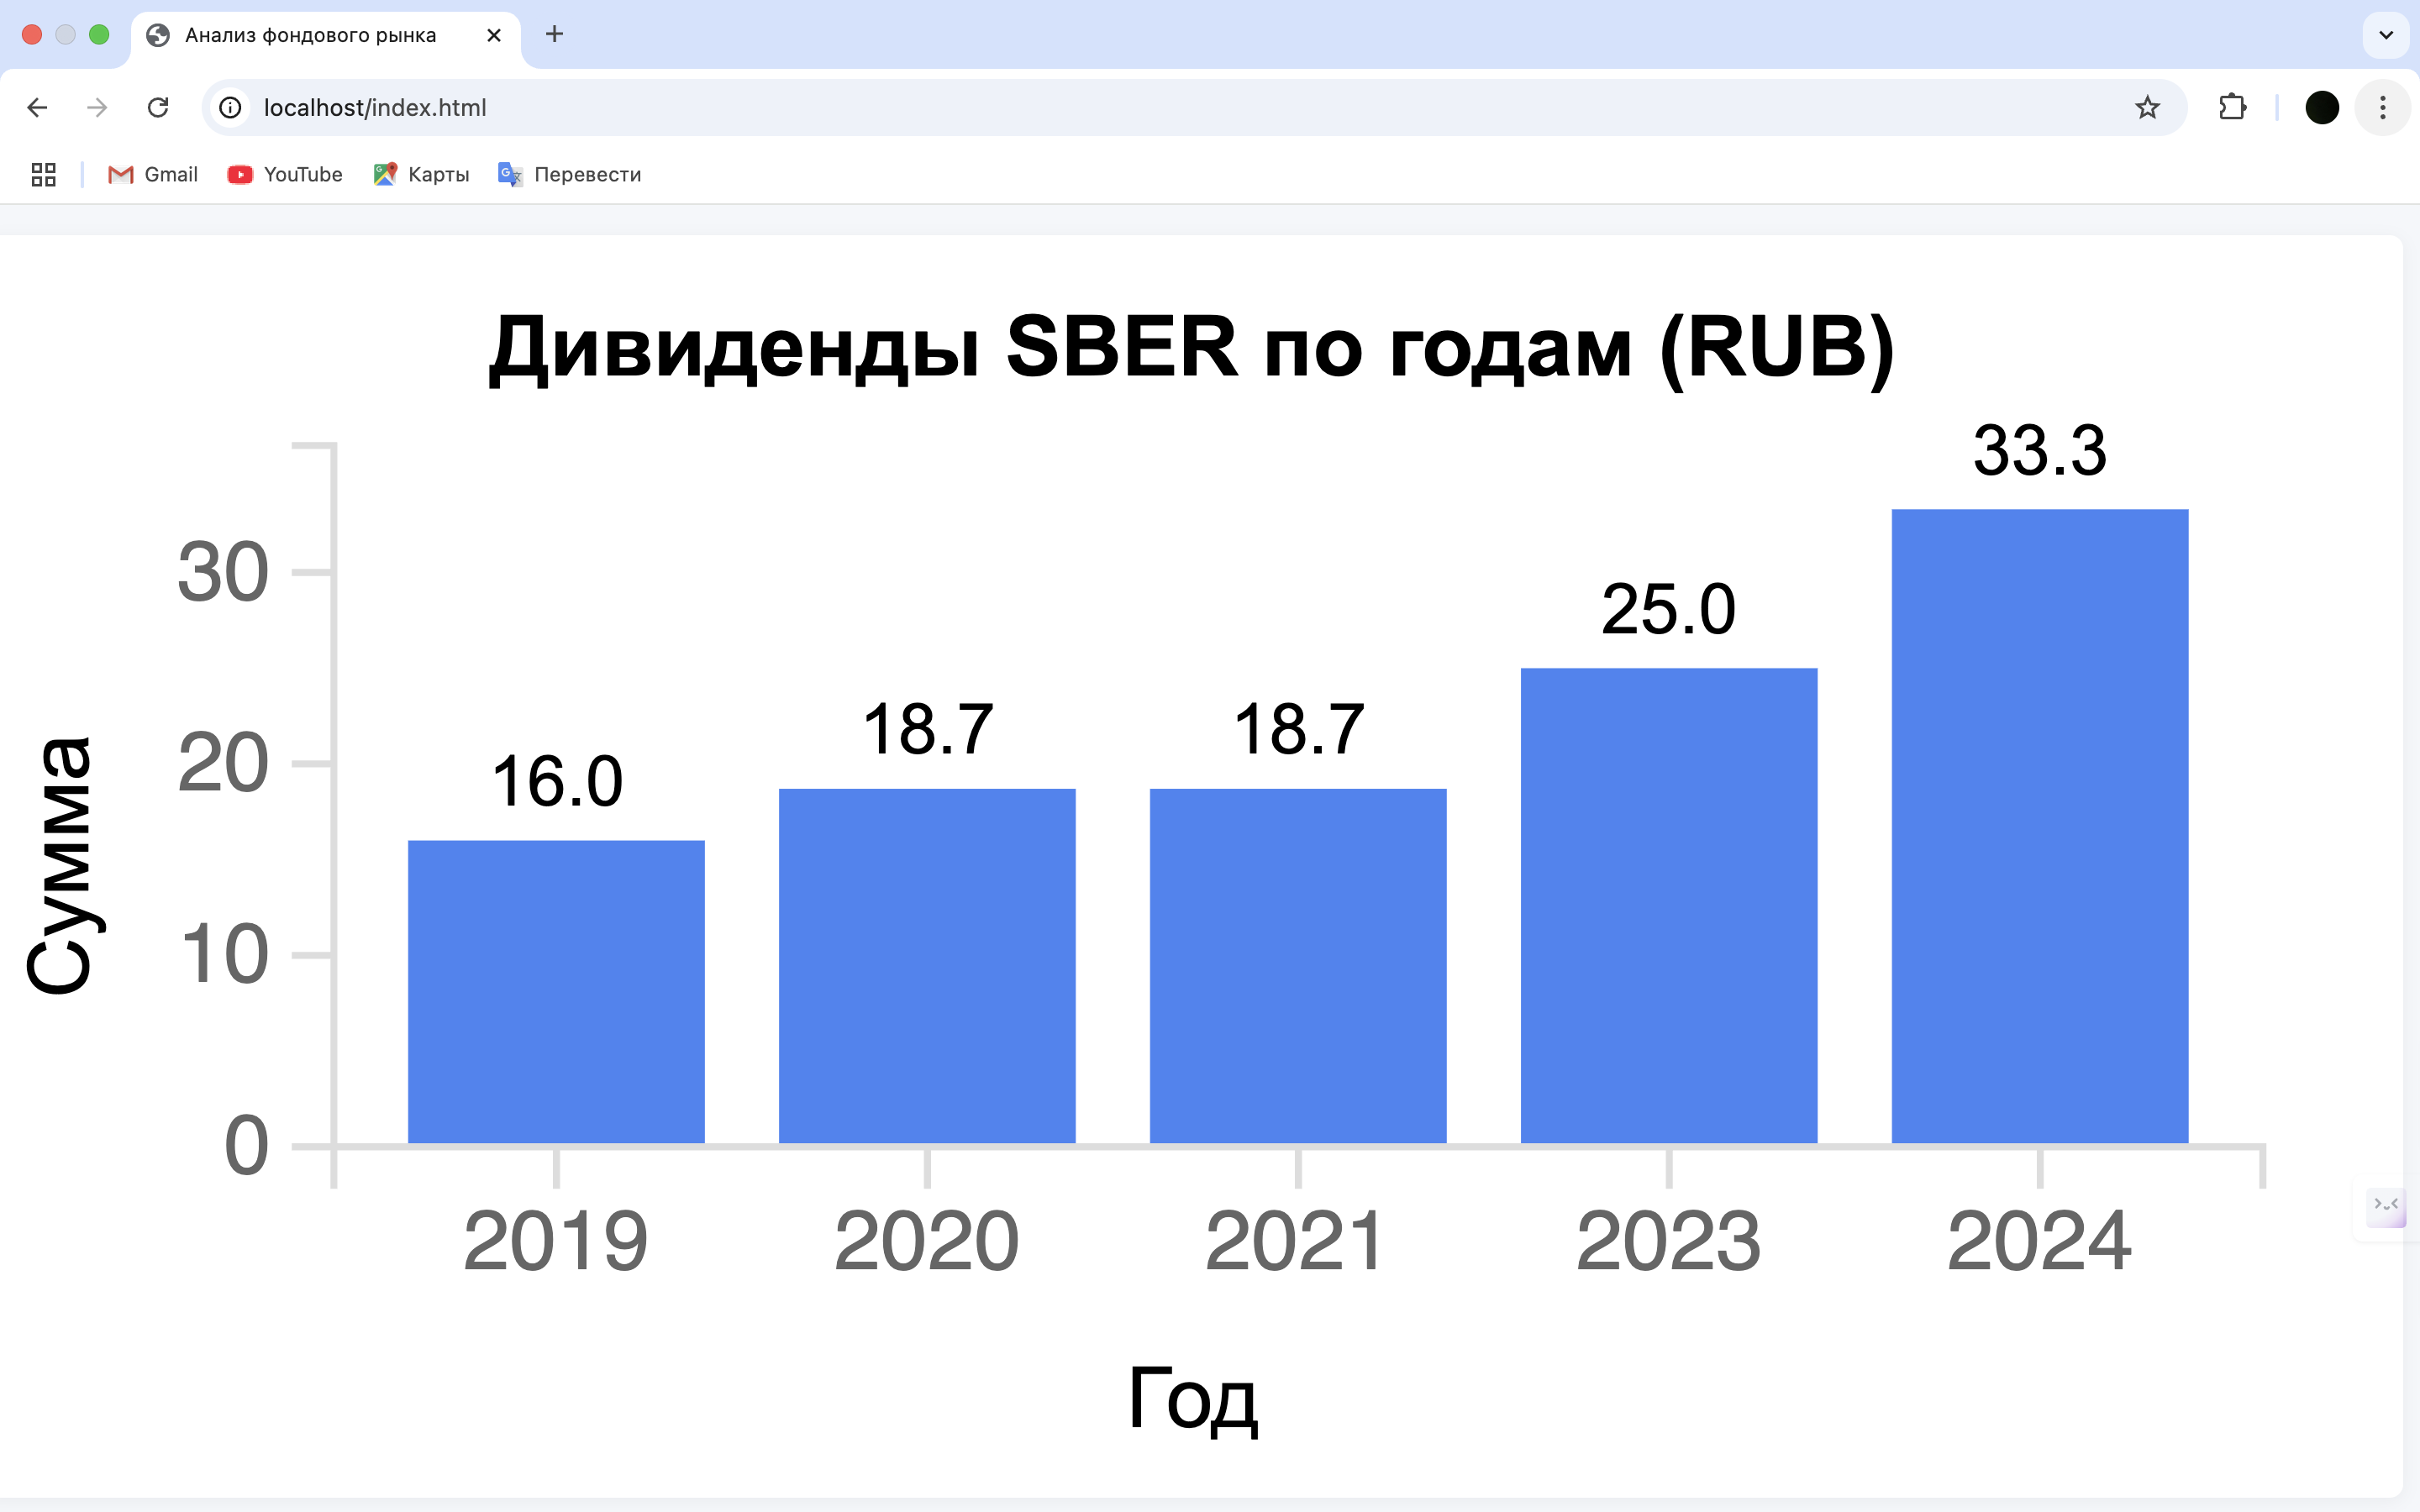 Анализ фондового рынка
localhost/index.html
Gmail YouTube Карты Перевести
Дивиденды SBER по годам (RUB)
33.3
30
25.0
18.7 18.7
20
16.0
Сумма
10
0
2019 2020 2021 2023 2024
Год